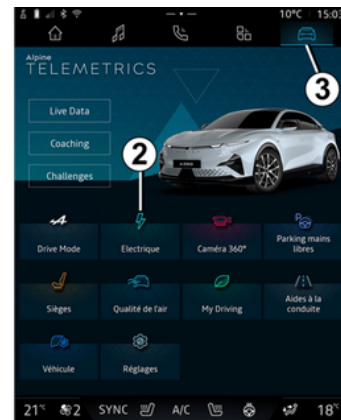 10°C 15:03
Alpine
TELEMETRICS
3
Live Data
Coaching
2
Challenges
Drive Mode
Electrique
Caméra 360°
Parking mains
libres
Sièges
Qualité de l'air
My Driving
Aides à la
conduite
Véhicule
Réglages
21° 2 SYNC A/C 18°